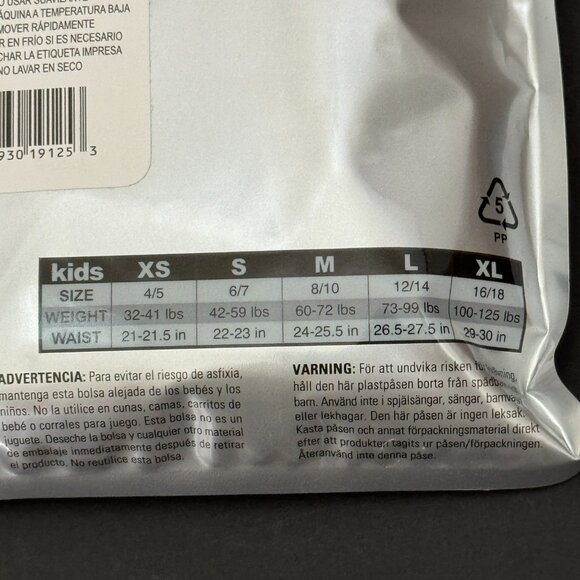 USAR SUAVIZANTE
MÁQUINA A TEMPERATURA BAJA
MOVER RÁPIDAMENTE
EN FRÍO SI ES NECESARIO
CHAR LA ETIQUETA IMPRESA
NO LAVAR EN SECO
930 19125 3
5
PP
kids XS S M L XL
SIZE 4/5 6/7 8/10 12/14 16/18
WEIGHT 32-41 lbs 42-59 lbs 60-72 lbs 73-99 lbs 100-125 lbs
WAIST 21-21.5 in 22-23 in 24-25.5 in 26.5-27.5 in 29-30 in
ADVERTENCIA: Para evitar el riesgo de asfixia,
mantenga esta bolsa alejada de los bebés y los
niños. No la utilice en cunas, camas, carritos de
bebé o corrales para juego. Esta bolsa no es un
juguete. Deseche la bolsa y cualquier otro material
de embalaje inmediatamente después de retirar
el producto. No reutilice esta bolsa.
VARNING: För att undvika risken för kvävning,
håll den här plastpåsen borta från spädbarn
barn. Använd inte i spjälsängar, sängar, barnvagnar
eller lekhagar. Den här påsen är ingen leksak.
Kasta påsen och annat förpackningsmaterial direkt
efter att produkten tagits ur påsen/förpackningen.
Återanvänd inte denna påse.